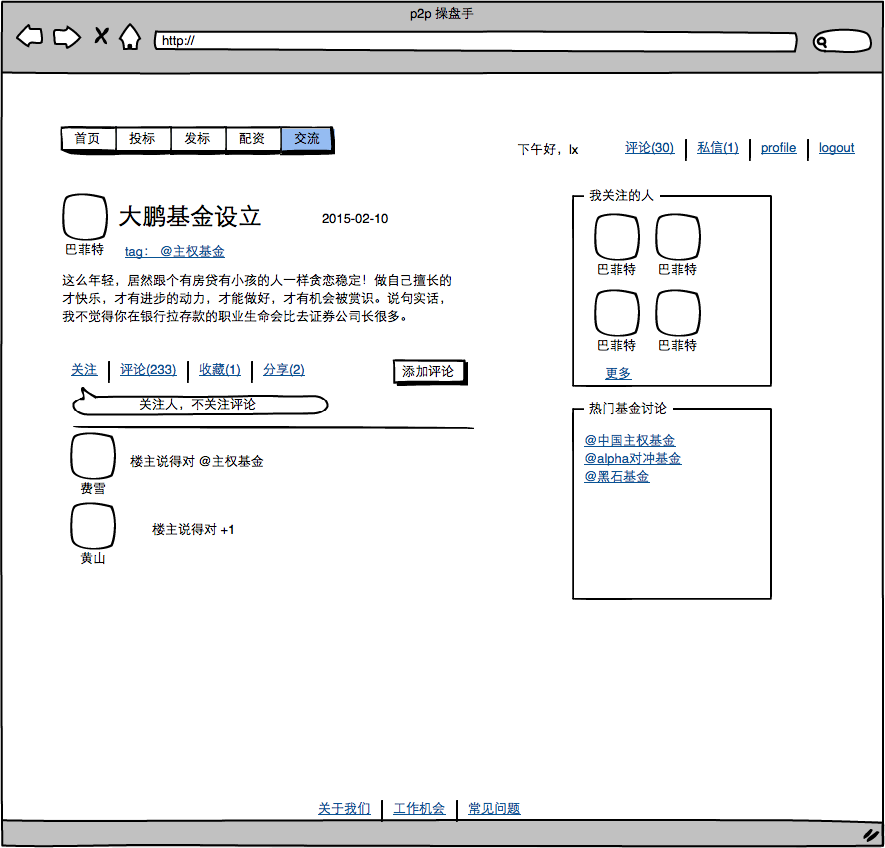 p2p 操盘手
http://
首页 投标 发标 配资 交流
下午好，lx 评论(30) 私信(1) profile logout
大鹏基金设立 2015-02-10
巴菲特 tag： @主权基金
这么年轻，居然跟个有房贷有小孩的人一样贪恋稳定！做自己擅长的
才快乐，才有进步的动力，才能做好，才有机会被赏识。说句实话，
我不觉得你在银行拉存款的职业生命会比去证券公司长很多。
关注 评论(233) 收藏(1) 分享(2) 添加评论
关注人，不关注评论
楼主说得对 @主权基金
费雪
楼主说得对 +1
黄山
我关注的人
巴菲特 巴菲特
巴菲特 巴菲特
更多
热门基金讨论
@中国主权基金
@alpha对冲基金
@黑石基金
关于我们 工作机会 常见问题